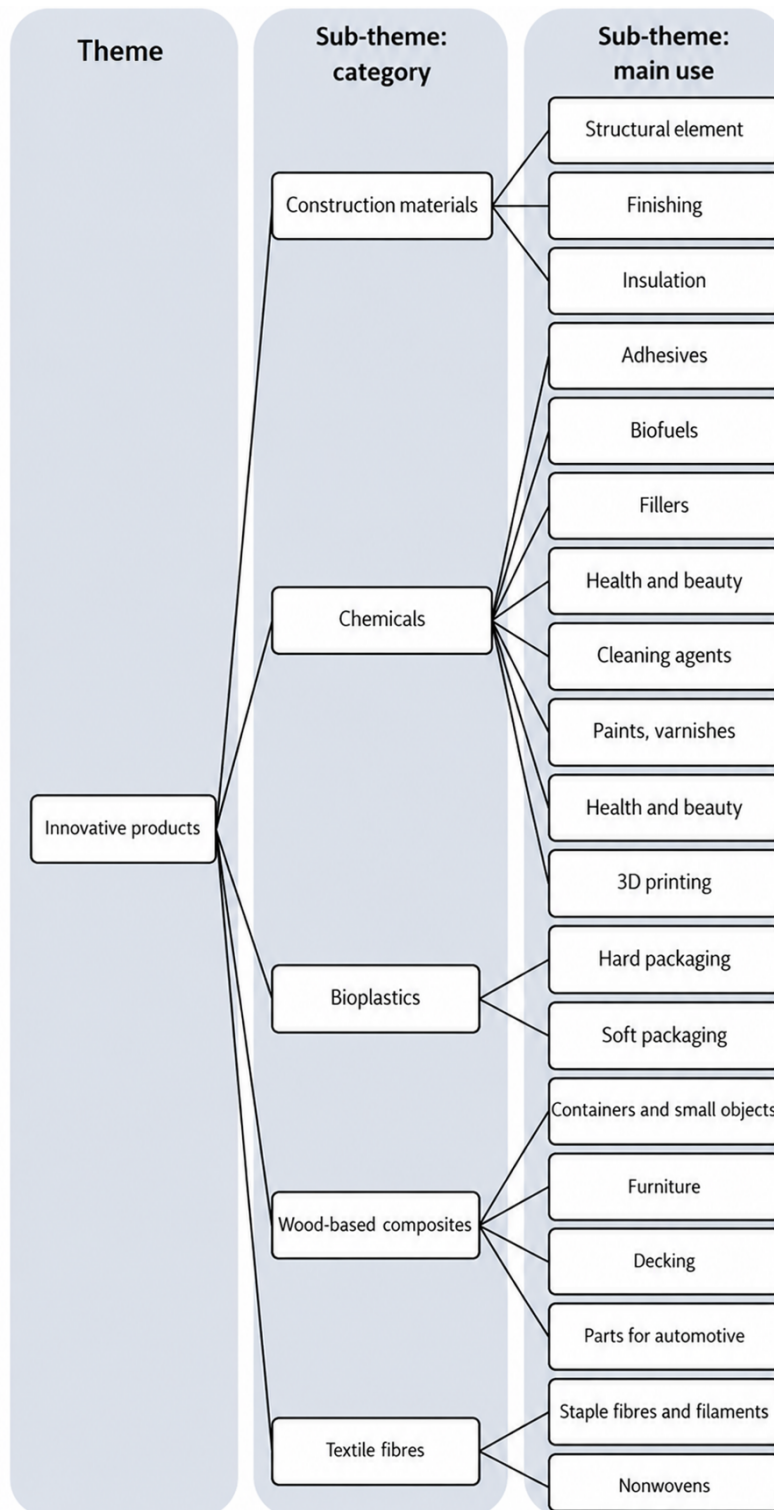 Theme
Sub-theme:
category
Sub-theme:
main use
Structural element
Construction materials
Finishing
Insulation
Adhesives
Biofuels
Fillers
Health and beauty
Chemicals
Cleaning agents
Paints, varnishes
Health and beauty
Innovative products
3D printing
Hard packaging
Bioplastics
Soft packaging
Containers and small objects
Furniture
Wood-based composites
Decking
Parts for automotive
Staple fibres and filaments
Textile fibres
Nonwovens